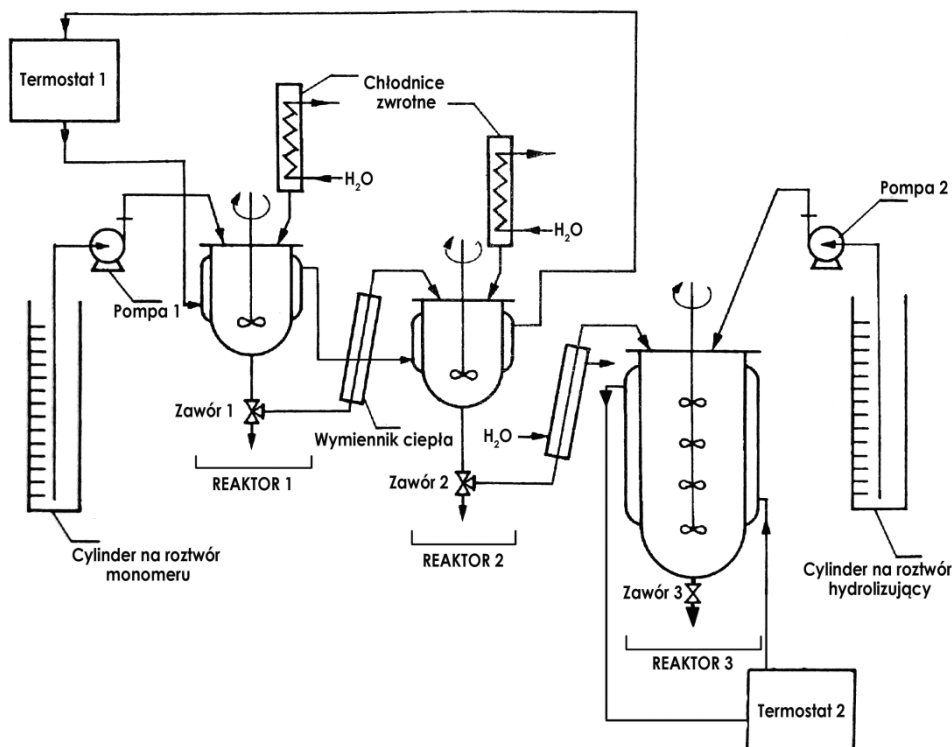 Termostat 1
Chłodnice
zwrotne
H₂O
H₂O
Pompa 2
Pompa 1
Zawór 1
Wymiennik ciepła
H₂O
REAKTOR 1
Zawór 2
REAKTOR 2
Cylinder na roztwór
monomeru
Cylinder na roztwór
hydrolizujący
Zawór 3
REAKTOR 3
Termostat 2